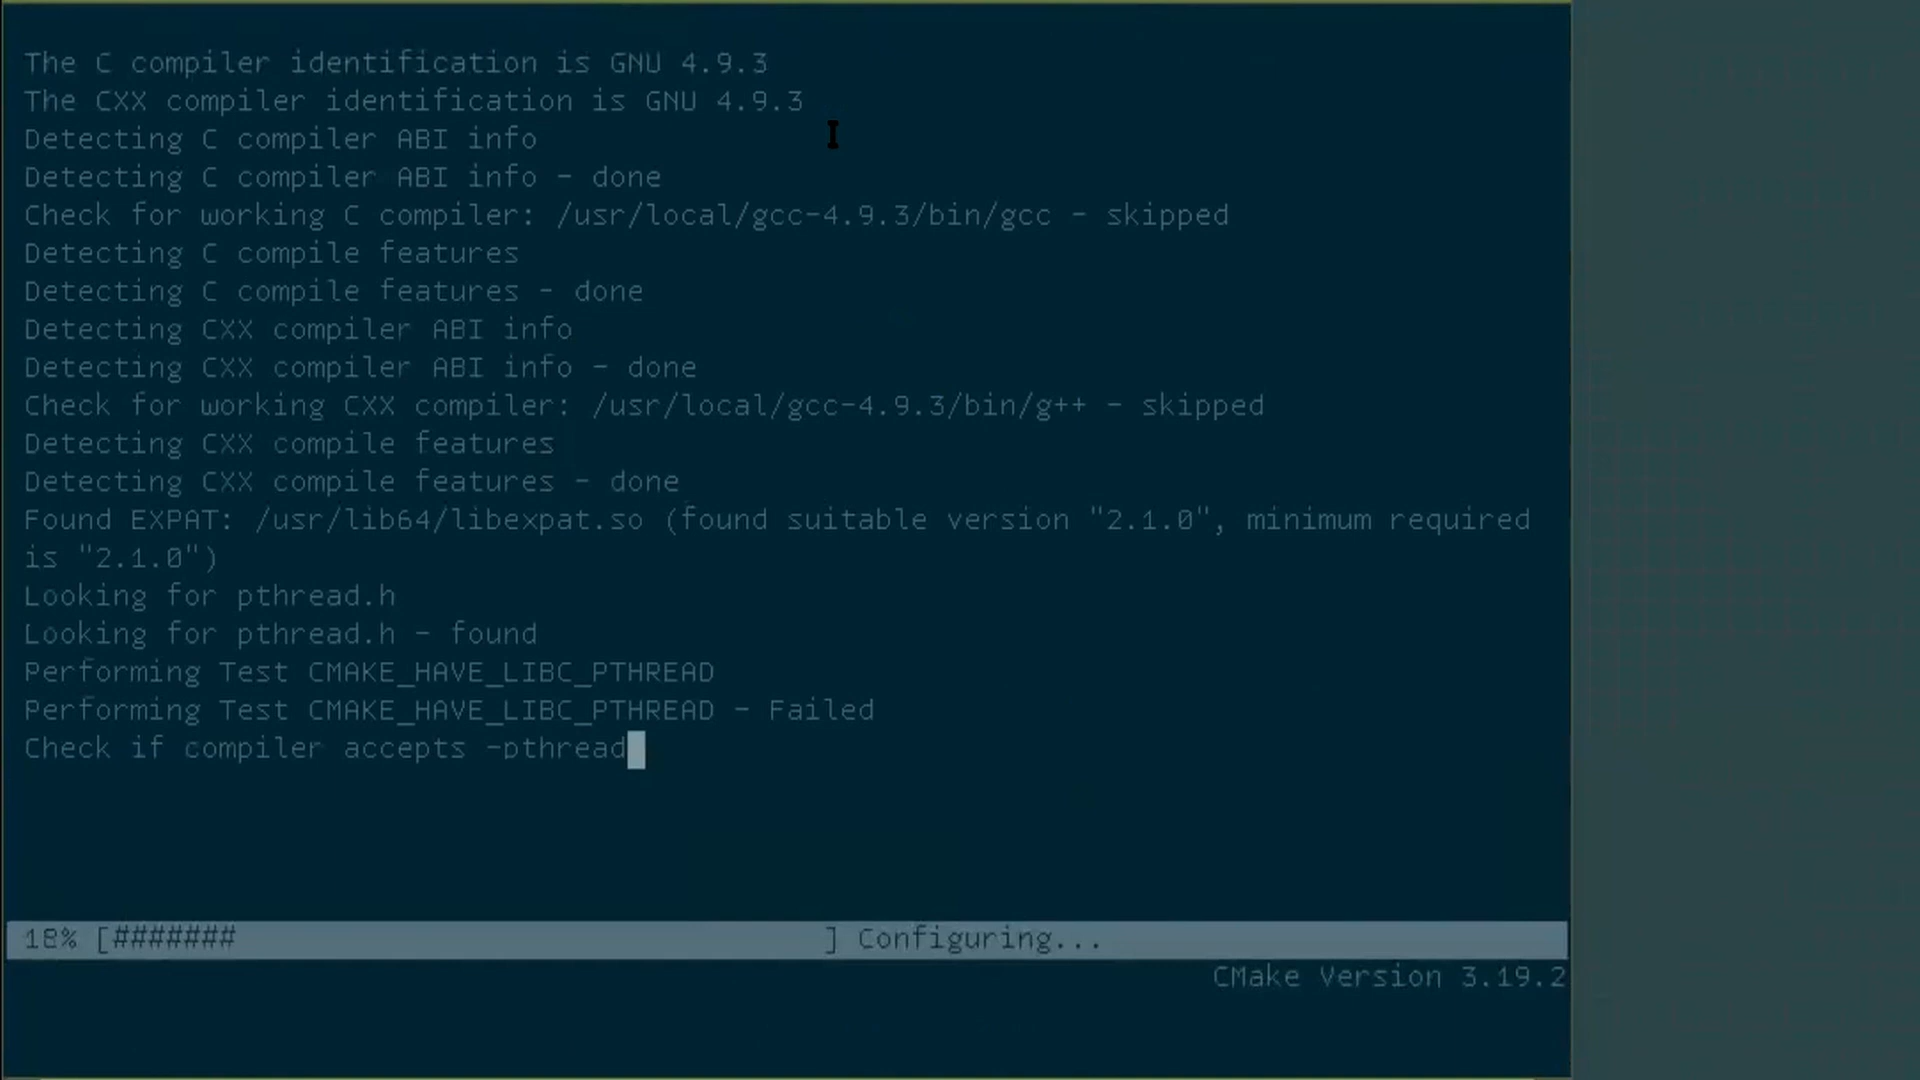 The C compiler identification is GNU 4.9.3
The CXX compiler identification is GNU 4.9.3
Detecting C compiler ABI info
Detecting C compiler ABI info - done
Check for working C compiler: /usr/local/gcc-4.9.3/bin/gcc - skipped
Detecting C compile features
Detecting C compile features - done
Detecting CXX compiler ABI info
Detecting CXX compiler ABI info - done
Check for working CXX compiler: /usr/local/gcc-4.9.3/bin/g++ - skipped
Detecting CXX compile features
Detecting CXX compile features - done
Found EXPAT: /usr/lib64/libexpat.so (found suitable version "2.1.0", minimum required
is "2.1.0")
Looking for pthread.h
Looking for pthread.h - found
Performing Test CMAKE_HAVE_LIBC_PTHREAD
Performing Test CMAKE_HAVE_LIBC_PTHREAD - Failed
Check if compiler accepts -pthread
18% [####### ] Configuring...
CMake Version 3.19.2